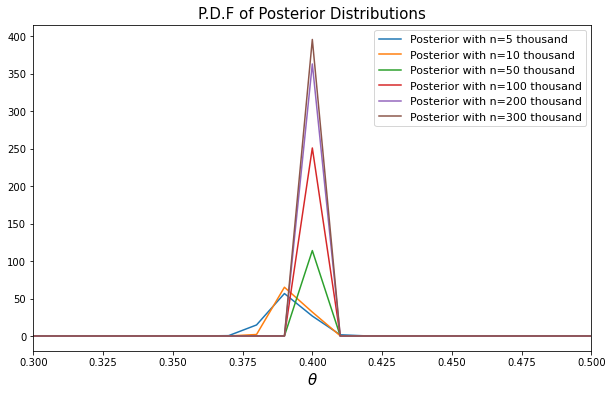 P.D.F of Posterior Distributions
Posterior with n=5 thousand
Posterior with n=10 thousand
Posterior with n=50 thousand
Posterior with n=100 thousand
Posterior with n=200 thousand
Posterior with n=300 thousand
400
350
300
250
200
150
100
50
0
0.300 0.325 0.350 0.375 0.400 0.425 0.450 0.475 0.500
θ